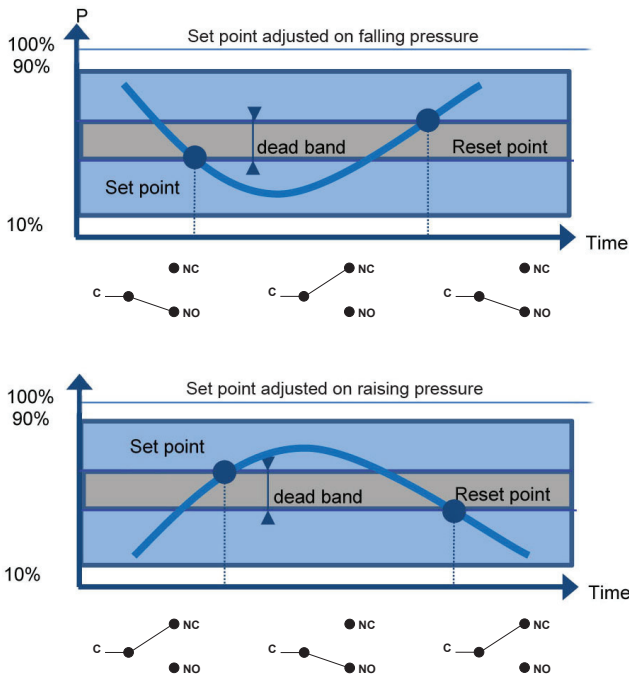 P
100%
Set point adjusted on falling pressure
90%
dead band
Reset point
Set point
10%
Time
NC
C
NO
NC
C
NO
NC
C
NO
Set point adjusted on raising pressure
100%
90%
Set point
dead band
Reset point
10%
Time
NC
C
NO
NC
C
NO
NC
C
NO